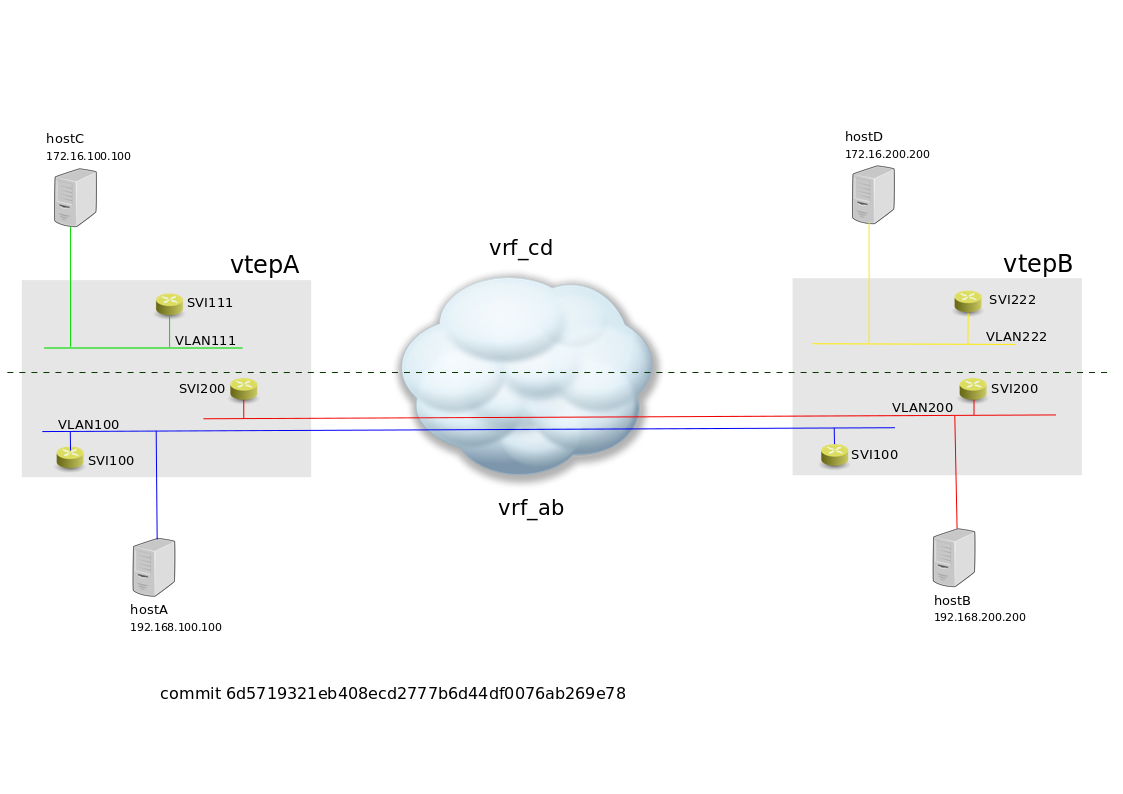 hostC
172.16.100.100
hostD
172.16.200.200
vrf_cd
vtepA
vtepB
SVI111
SVI222
VLAN111
VLAN222
SVI200
SVI200
VLAN200
VLAN100
SVI100
SVI100
vrf_ab
hostA
192.168.100.100
hostB
192.168.200.200
commit 6d5719321eb408ecd2777b6d44df0076ab269e78